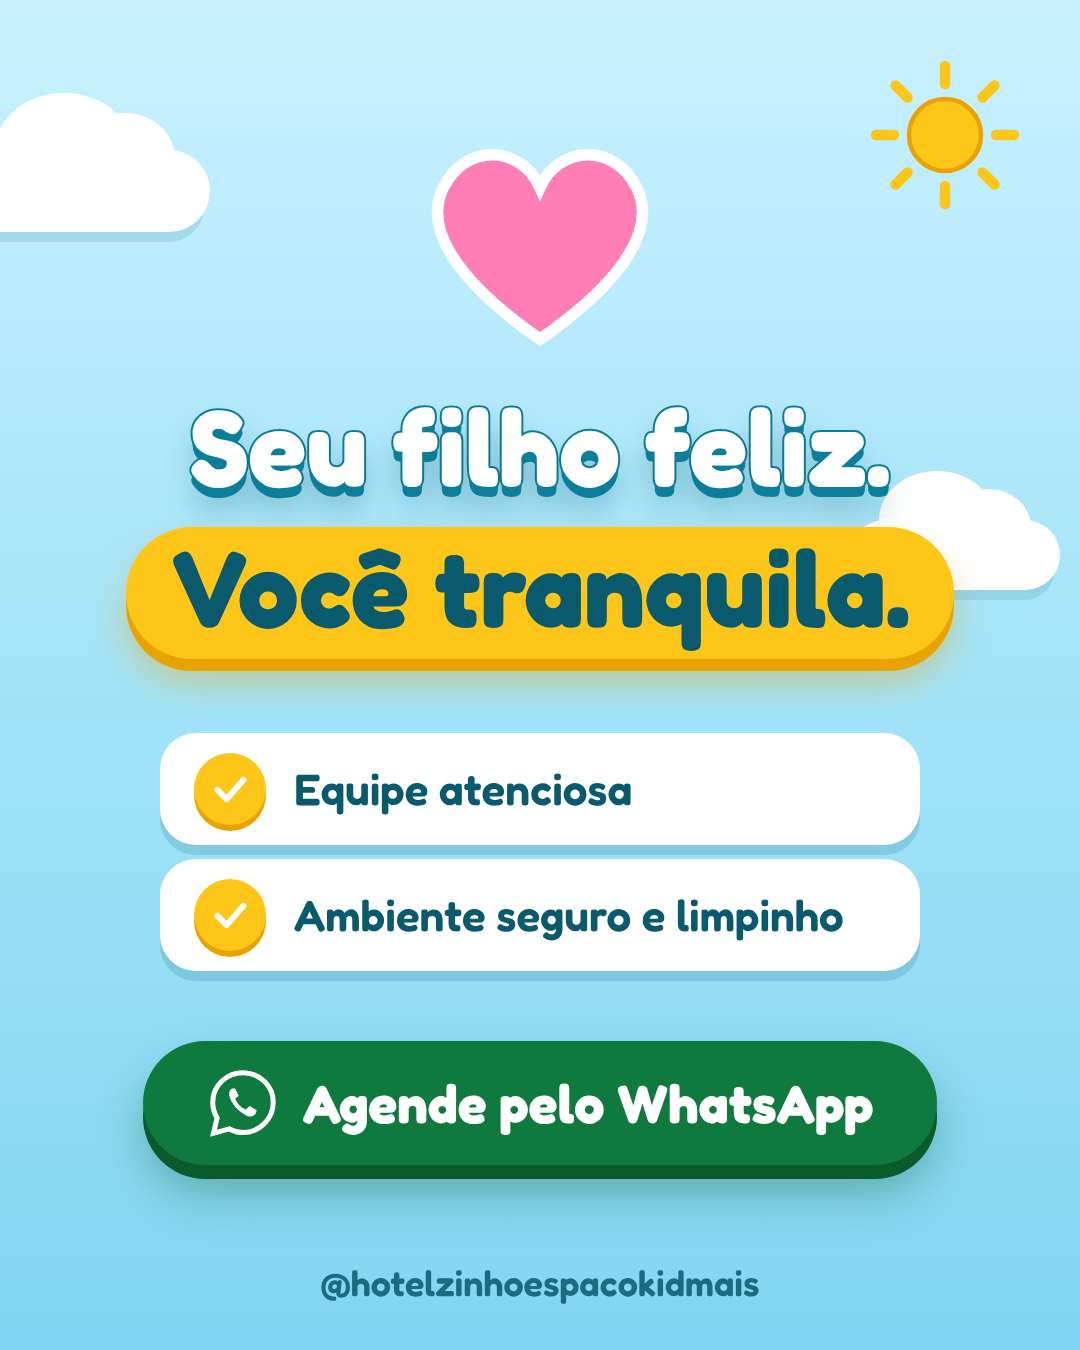 Seu filho feliz.
Você tranquila.
Equipe atenciosa
Ambiente seguro e limpinho
Agende pelo WhatsApp
@hotelzinhoespacokidmais